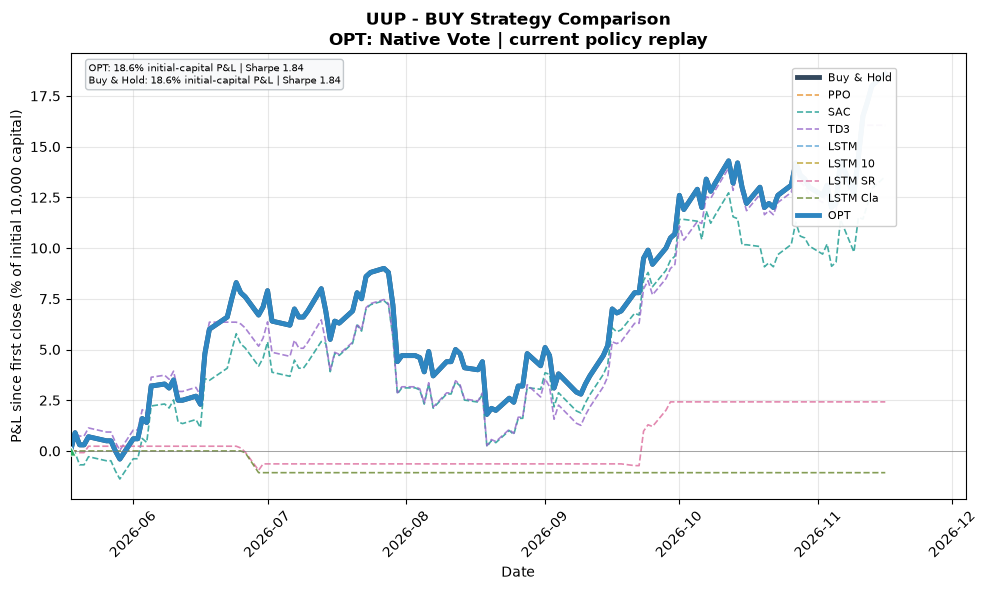 UUP - BUY Strategy Comparison
OPT: Native Vote | current policy replay
OPT: 18.6% initial-capital P&L | Sharpe 1.84
Buy & Hold: 18.6% initial-capital P&L | Sharpe 1.84
Buy & Hold
PPO
SAC
TD3
LSTM
LSTM 10
LSTM SR
LSTM Cla
OPT
P&L since first close (% of initial 10,000 capital)
17.5
15.0
12.5
10.0
7.5
5.0
2.5
0.0
2026-06
2026-07
2026-08
2026-09
2026-10
2026-11
2026-12
Date